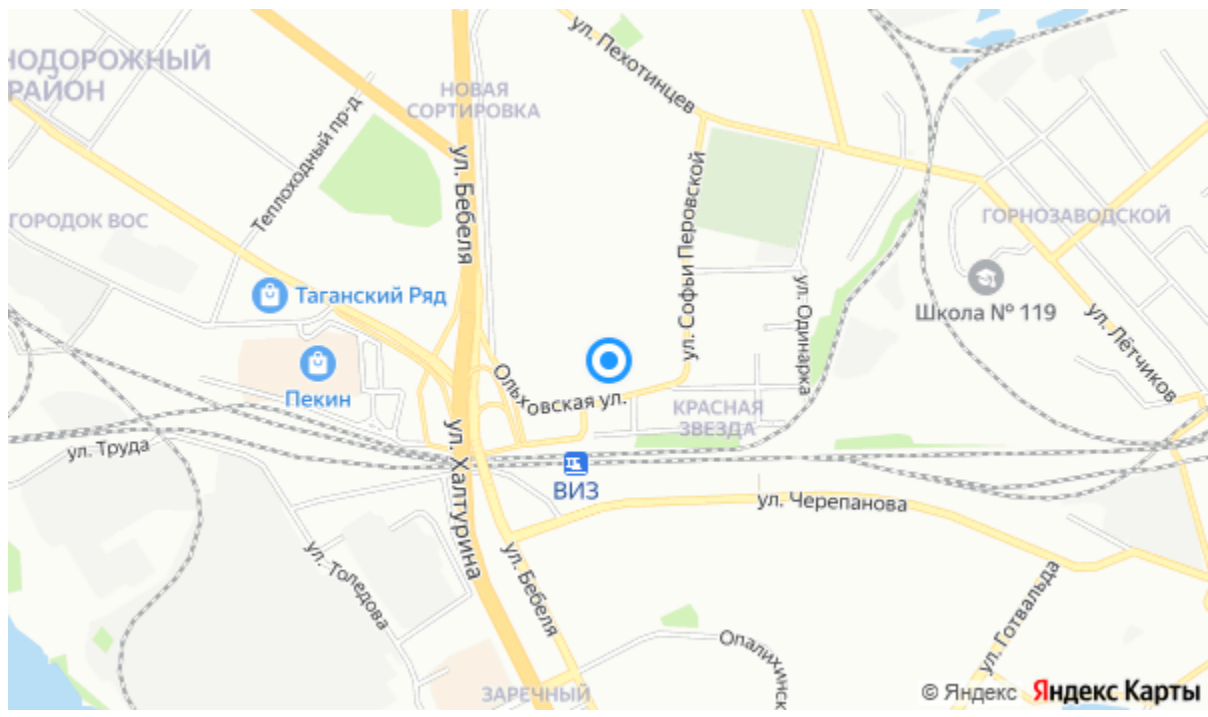 ул. Пехотинцев
НОДОРОЖНЫЙ
РАЙОН
НОВАЯ
СОРТИРОВКА
Теплоходный пр-д
ул. Бебеля
ул. Софьи Перовской
ГОРОДОК ВОС
ГОРНОЗАВОДСКОЙ
Таганский Ряд
ул. Одинарка
Школа № 119
ул. Лётчиков
Пекин
Ольховская ул.
КРАСНАЯ
ЗВЕЗДА
ул. Труда
ул. Халтурина
ВИЗ
ул. Черепанова
ул. Толедова
ул. Бебеля
ул. Готвальда
Опалихинск
ЗАРЕЧНЫЙ
© Яндекс Яндекс Карты